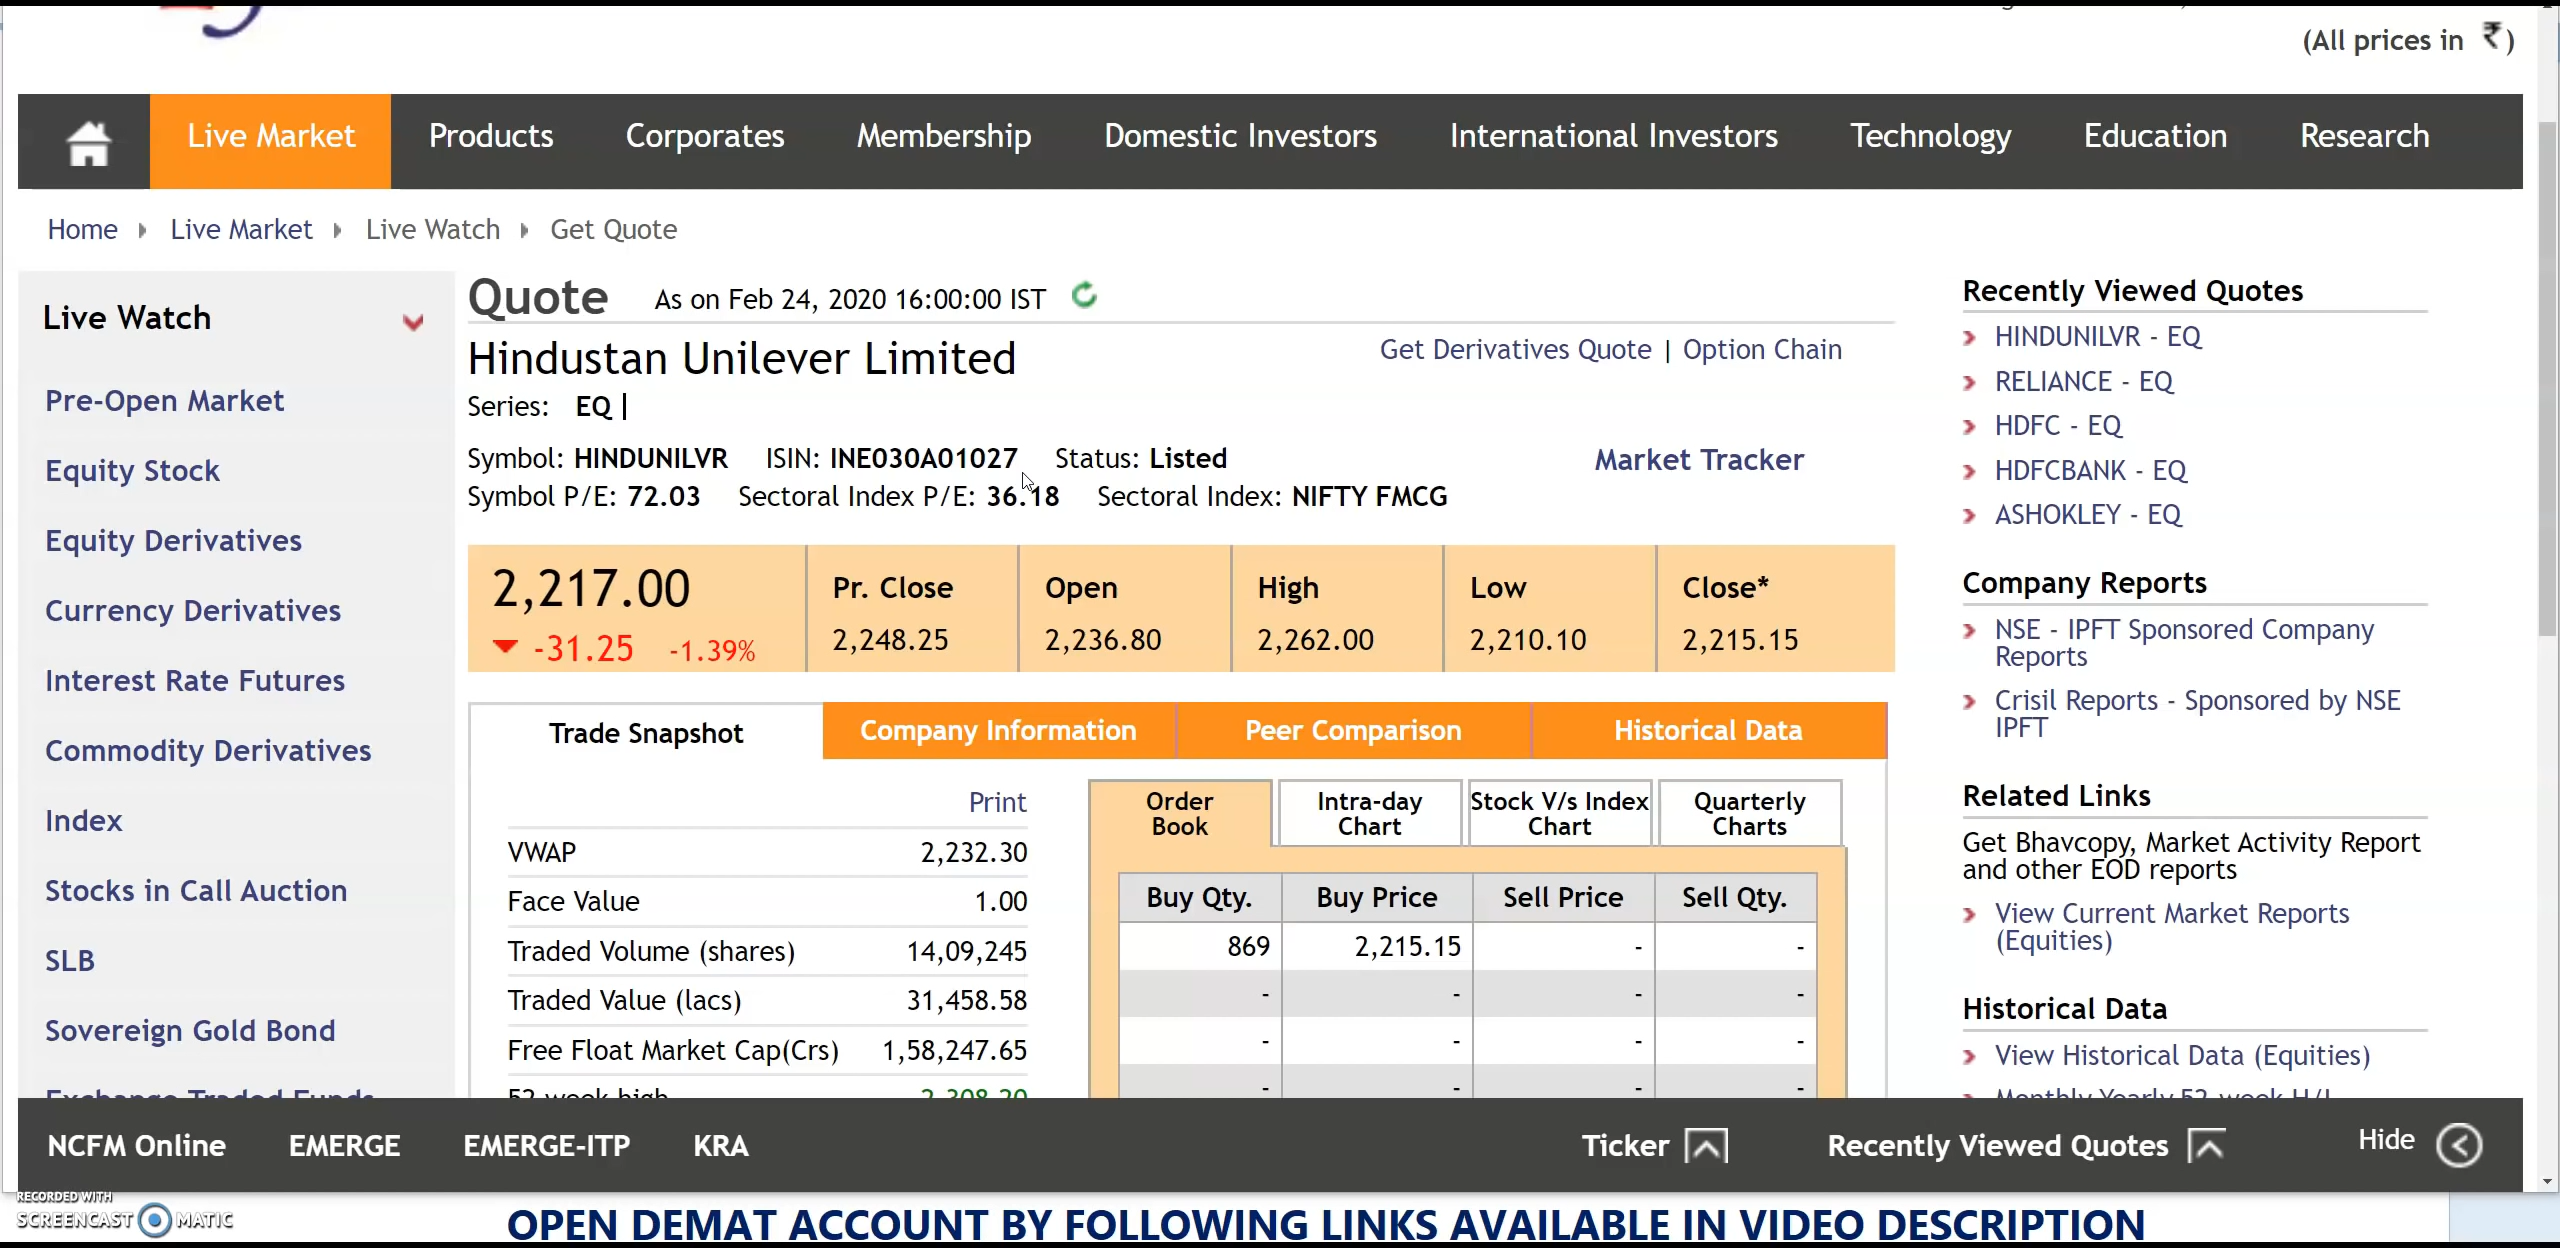 (All prices in ₹)
Live Market Products Corporates Membership Domestic Investors International Investors Technology Education Research
Home Live Market Live Watch Get Quote
Live Watch
Pre-Open Market
Equity Stock
Equity Derivatives
Currency Derivatives
Interest Rate Futures
Commodity Derivatives
Index
Stocks in Call Auction
SLB
Sovereign Gold Bond
Exchange Traded Funds
Quote As on Feb 24, 2020 16:00:00 IST
Hindustan Unilever Limited
Get Derivatives Quote | Option Chain
Series: EQ |
Symbol: HINDUNILVR ISIN: INE030A01027 Status: Listed
Market Tracker
Symbol P/E: 72.03 Sectoral Index P/E: 36.18 Sectoral Index: NIFTY FMCG
2,217.00 Pr. Close Open High Low Close*
-31.25 -1.39% 2,248.25 2,236.80 2,262.00 2,210.10 2,215.15
Trade Snapshot Company Information Peer Comparison Historical Data
Print
VWAP 2,232.30
Face Value 1.00
Traded Volume (shares) 14,09,245
Traded Value (lacs) 31,458.58
Free Float Market Cap(Crs) 1,58,247.65
52 week high 2,308.20
Order Book
Intra-day Chart
Stock V/s Index Chart
Quarterly Charts
Buy Qty. Buy Price Sell Price Sell Qty.
869 2,215.15 - -
- - - -
- - - -
- - - -
Recently Viewed Quotes
HINDUNILVR - EQ
RELIANCE - EQ
HDFC - EQ
HDFCBANK - EQ
ASHOKLEY - EQ
Company Reports
NSE - IPFT Sponsored Company
Reports
Crisil Reports - Sponsored by NSE
IPFT
Related Links
Get Bhavcopy, Market Activity Report
and other EOD reports
View Current Market Reports
(Equities)
Historical Data
View Historical Data (Equities)
Monthly Yearly 52 week H/L
NCFM Online EMERGE EMERGE-ITP KRA Ticker Recently Viewed Quotes Hide
RECORDED WITH
SCREENCAST MATIC
OPEN DEMAT ACCOUNT BY FOLLOWING LINKS AVAILABLE IN VIDEO DESCRIPTION